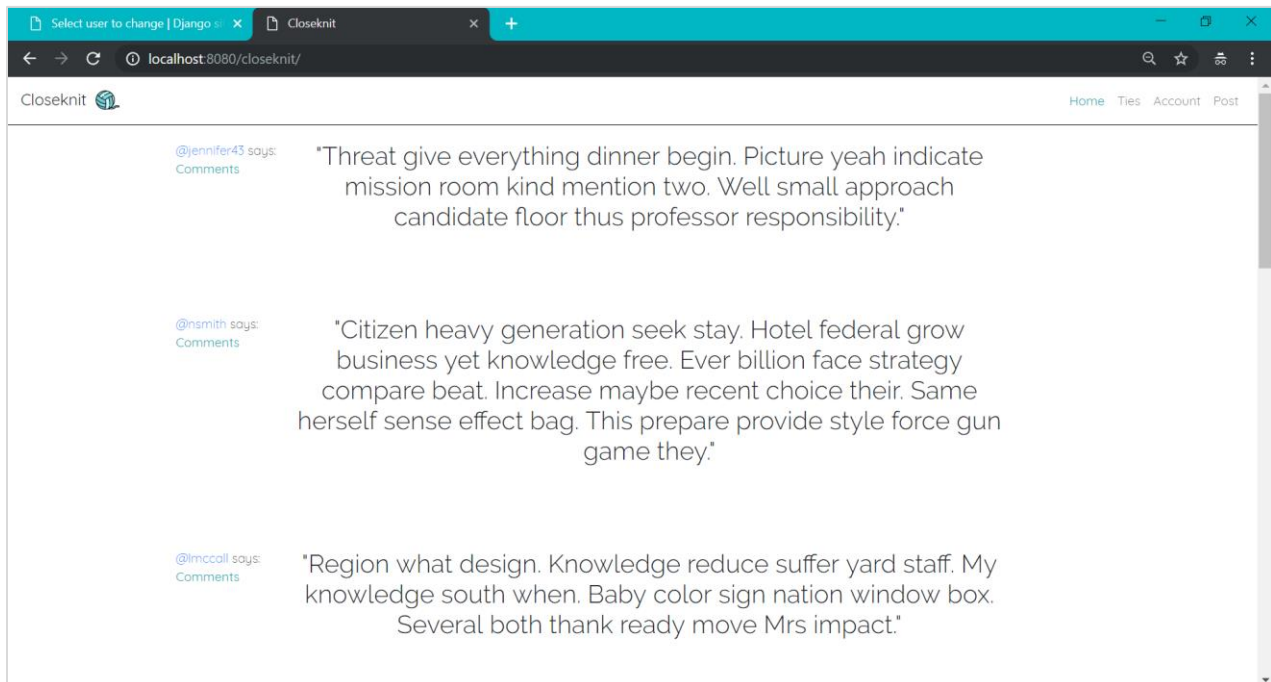 Select user to change | Django si
Closeknit
localhost:8080/closeknit/
Closeknit
Home Ties Account Post
@jennifer43 says:
Comments
"Threat give everything dinner begin. Picture yeah indicate
mission room kind mention two. Well small approach
candidate floor thus professor responsibility."
@nsmith says:
Comments
"Citizen heavy generation seek stay. Hotel federal grow
business yet knowledge free. Ever billion face strategy
compare beat. Increase maybe recent choice their. Same
herself sense effect bag. This prepare provide style force gun
game they."
@lmccall says:
Comments
"Region what design. Knowledge reduce suffer yard staff. My
knowledge south when. Baby color sign nation window box.
Several both thank ready move Mrs impact."